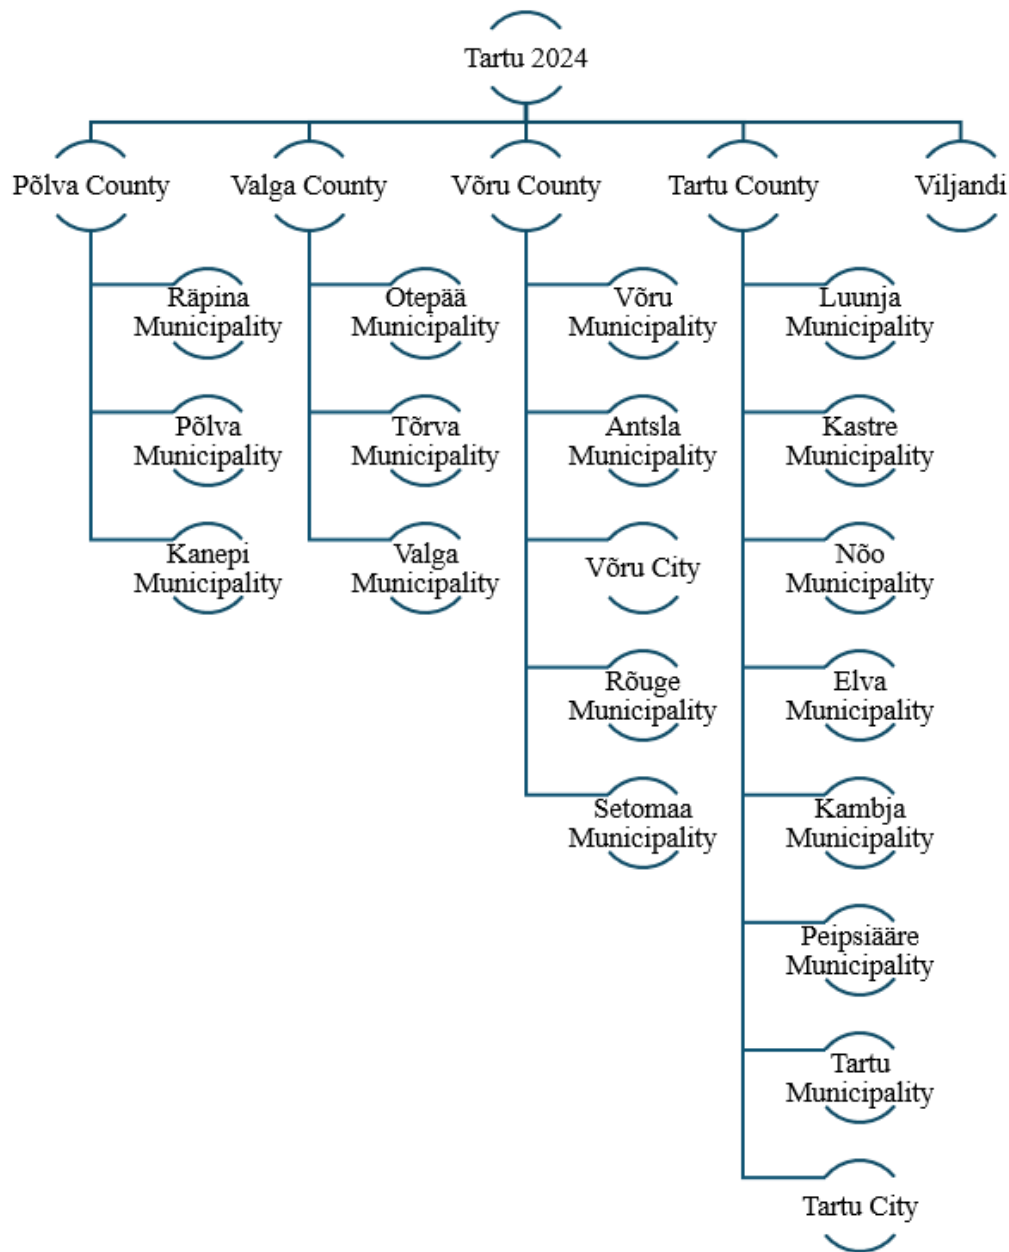 Tartu 2024
Põlva County
Valga County
Võru County
Tartu County
Viljandi
Räpina
Municipality
Põlva
Municipality
Kanepi
Municipality
Otepää
Municipality
Tõrva
Municipality
Valga
Municipality
Võru
Municipality
Antsla
Municipality
Võru City
Rõuge
Municipality
Setomaa
Municipality
Luunja
Municipality
Kastre
Municipality
Nõo
Municipality
Elva
Municipality
Kambja
Municipality
Peipsiääre
Municipality
Tartu
Municipality
Tartu City